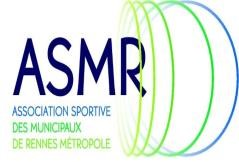 ASMR
ASSOCIATION SPORTIVE
DES MUNICIPAUX
DE RENNES MÉTROPOLE